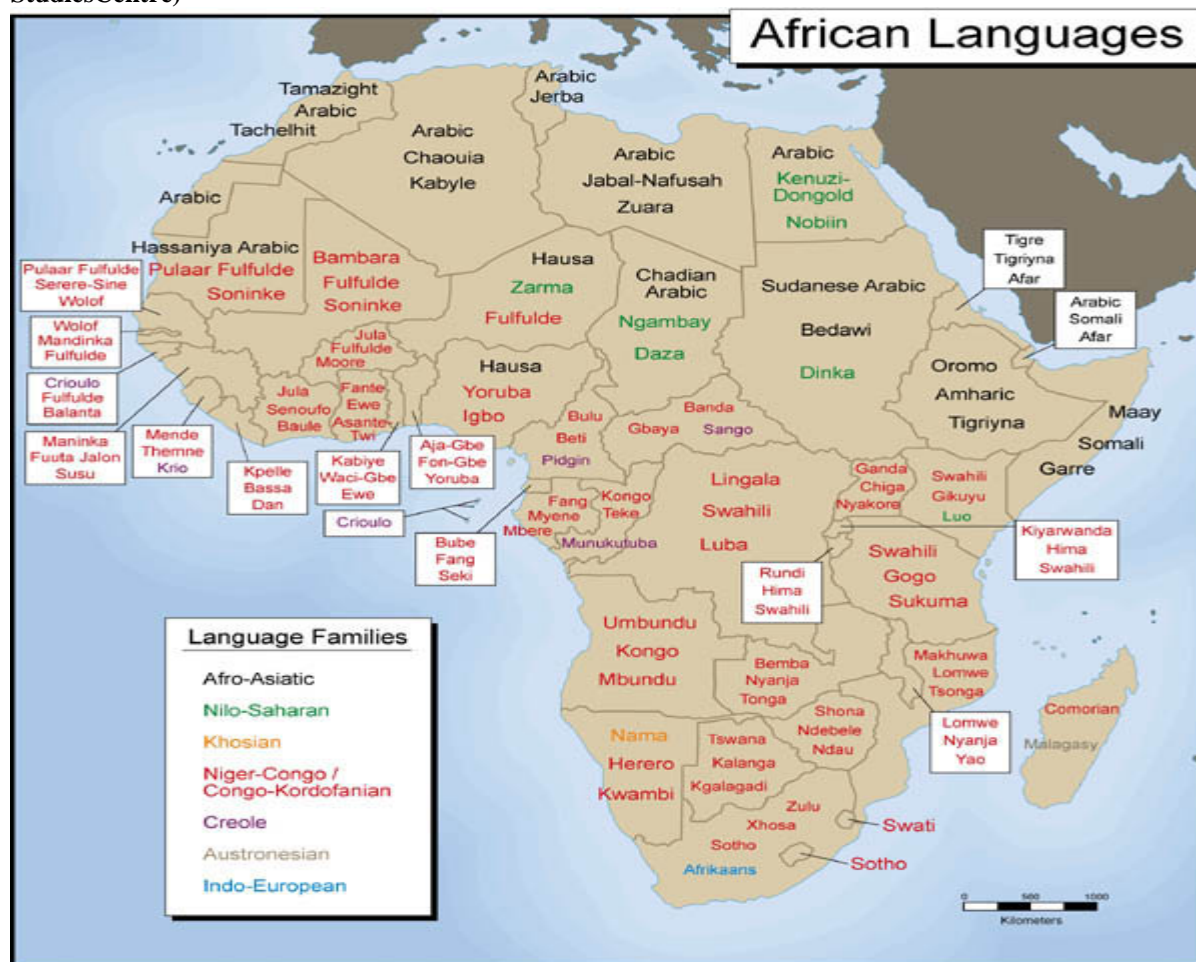 StudiesCentre)
African Languages
Tamazight
Arabic
Tachelhit
Arabic
Jerba
Arabic
Chaouia
Kabyle
Arabic
Jabal-Nafusah
Zuara
Arabic
Kenuzi-
Dongold
Nobiin
Arabic
Hassaniya Arabic
Pulaar Fulfulde
Soninke
Bambara
Fulfulde
Soninke
Hausa
Zarma
Fulfulde
Chadian
Arabic
Ngambay
Daza
Sudanese Arabic
Bedawi
Dinka
Tigre
Tigriyna
Afar
Arabic
Somali
Afar
Oromo
Amharic
Tigriyna
Maay
Somali
Garre
Pulaar Fulfulde
Serere-Sine
Wolof
Wolof
Mandinka
Fulfulde
Crioulo
Fulfulde
Balanta
Maninka
Fuuta Jalon
Susu
Mende
Themne
Krio
Kpelle
Bassa
Dan
Jula
Senoufo
Baule
Jula
Fulfulde
Moore
Fante
Ewe
Asante-
Twi
Kabiye
Waci-Gbe
Ewe
Aja-Gbe
Fon-Gbe
Yoruba
Hausa
Yoruba
Igbo
Bulu
Beti
Pidgin
Banda
Gbaya
Sango
Crioulo
Bube
Fang
Seki
Fang
Myene
Mbere
Kongo
Teke
Munukutuba
Lingala
Swahili
Luba
Ganda
Chiga
Nyakore
Swahili
Gikuyu
Luo
Kiyarwanda
Hima
Swahili
Rundi
Hima
Swahili
Swahili
Gogo
Sukuma
Umbundu
Kongo
Mbundu
Bemba
Nyanja
Tonga
Makhuwa
Lomwe
Tsonga
Lomwe
Nyanja
Yao
Comorian
Malagasy
Shona
Ndebele
Ndau
Nama
Herero
Kwambi
Tswana
Kalanga
Kgalagadi
Zulu
Xhosa
Sotho
Afrikaans
Swati
Sotho
Language Families
Afro-Asiatic
Nilo-Saharan
Khosian
Niger-Congo /
Congo-Kordofanian
Creole
Austronesian
Indo-European
0 500 1000
Kilometers